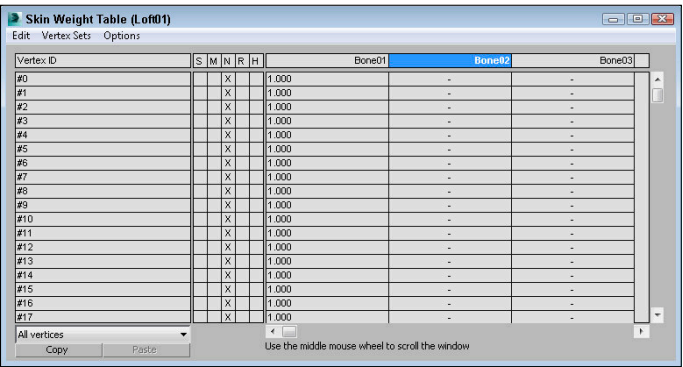 Skin Weight Table (Loft01)
Edit Vertex Sets Options
Vertex ID S M N R H Bone01 Bone02 Bone03
#0 X 1.000 - -
#1 X 1.000 - -
#2 X 1.000 - -
#3 X 1.000 - -
#4 X 1.000 - -
#5 X 1.000 - -
#6 X 1.000 - -
#7 X 1.000 - -
#8 X 1.000 - -
#9 X 1.000 - -
#10 X 1.000 - -
#11 X 1.000 - -
#12 X 1.000 - -
#13 X 1.000 - -
#14 X 1.000 - -
#15 X 1.000 - -
#16 X 1.000 - -
#17 X 1.000 - -
All vertices
Copy Paste
Use the middle mouse wheel to scroll the window